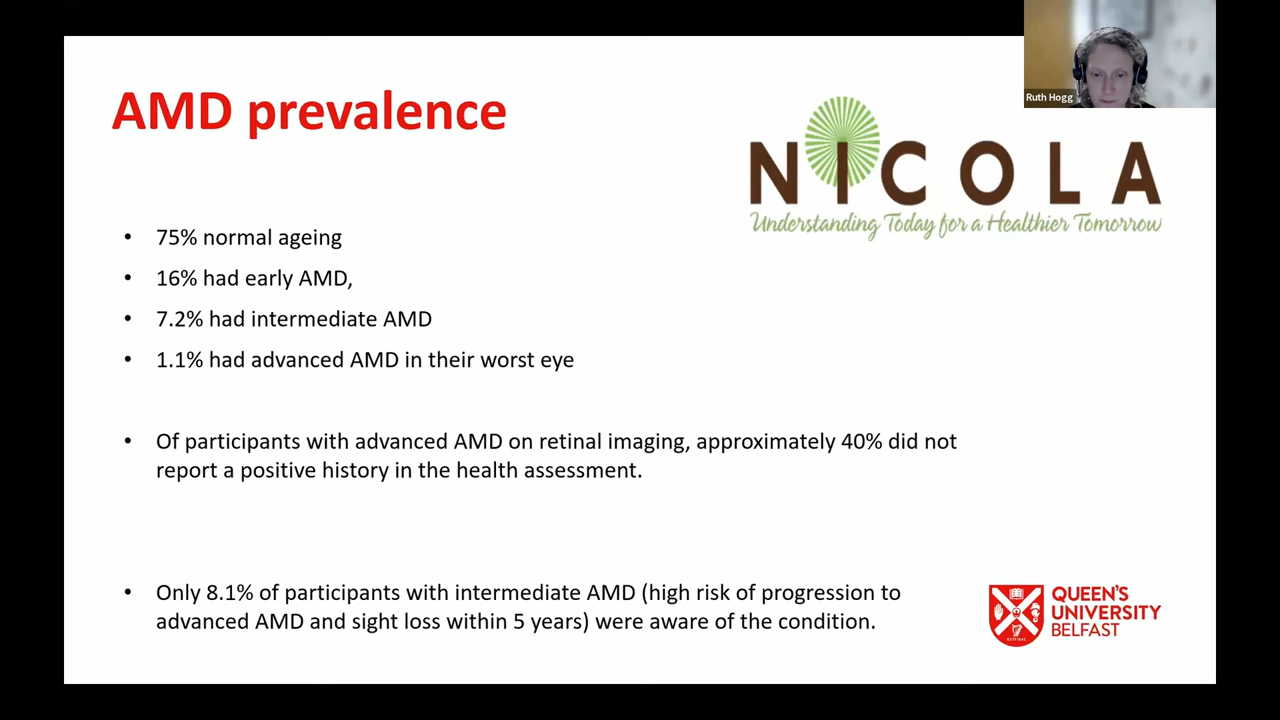 Ruth Hogg
AMD prevalence
NICOLA
Understanding Today for a Healthier Tomorrow
• 75% normal ageing
• 16% had early AMD,
• 7.2% had intermediate AMD
• 1.1% had advanced AMD in their worst eye
• Of participants with advanced AMD on retinal imaging, approximately 40% did not
report a positive history in the health assessment.
• Only 8.1% of participants with intermediate AMD (high risk of progression to
advanced AMD and sight loss within 5 years) were aware of the condition.
QUEEN'S
UNIVERSITY
BELFAST